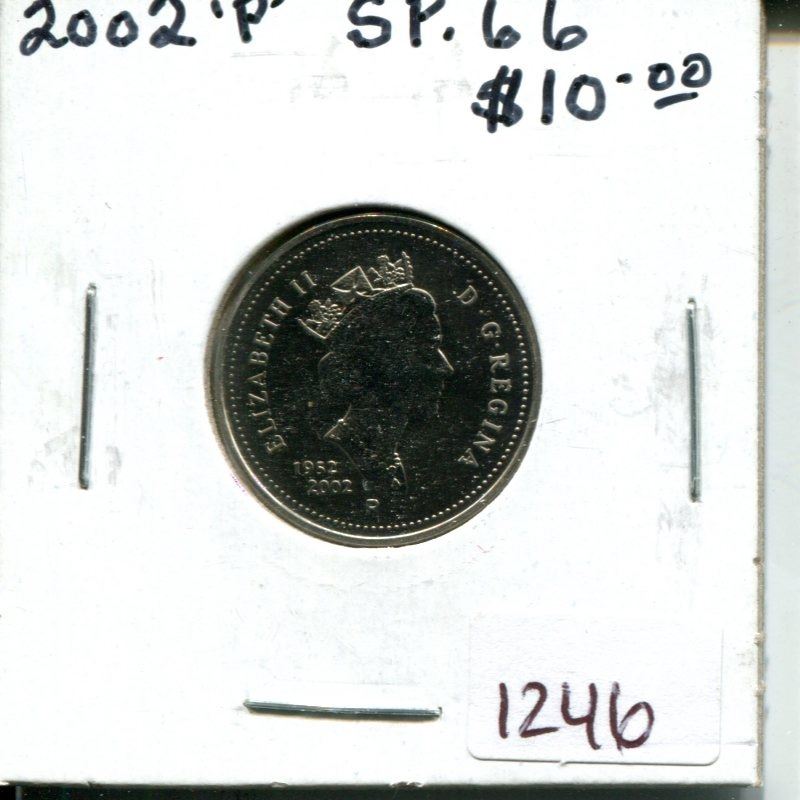 2002 'P' SP. 66
$10.00
ELIZABETH II
D·G·REGINA
1952
2002
P
1246